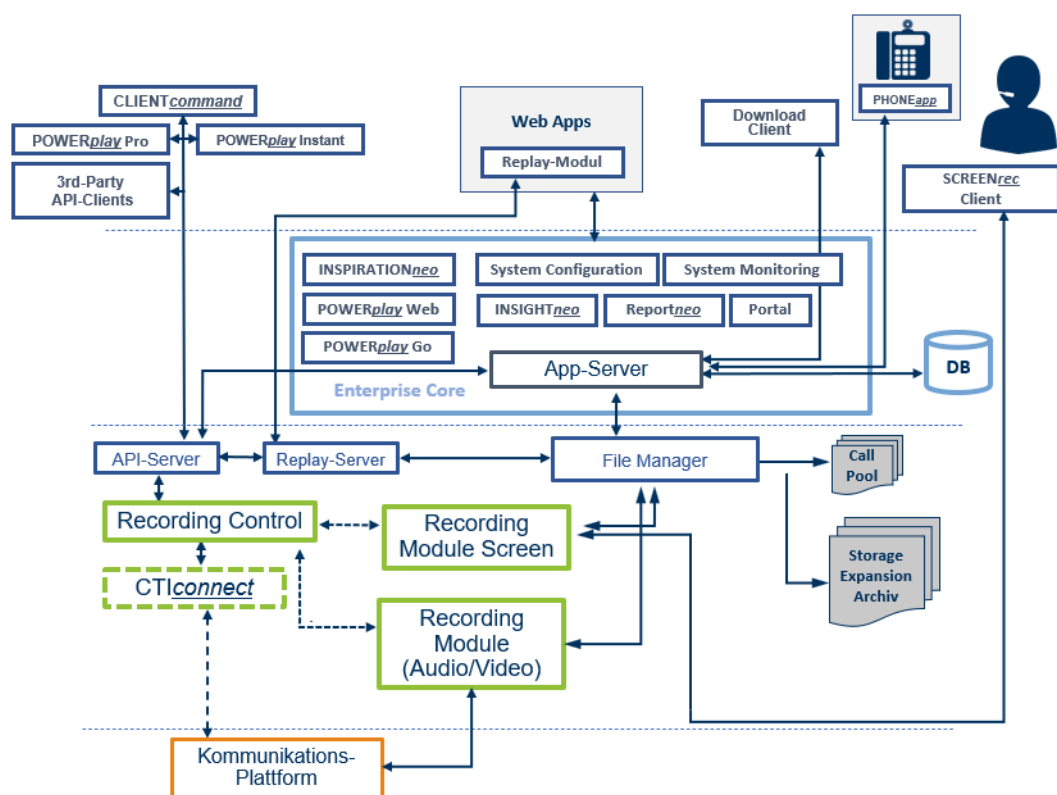 CLIENTcommand
POWERplay Pro
POWERplay Instant
3rd-Party
API-Clients
Web Apps
Replay-Modul
Download
Client
PHONEapp
SCREENrec
Client
INSPIRATIONneo
System Configuration
System Monitoring
POWERplay Web
INSIGHTneo
Reportneo
Portal
POWERplay Go
App-Server
Enterprise Core
DB
API-Server
Replay-Server
File Manager
Call
Pool
Recording Control
Recording
Module Screen
Storage
Expansion
Archiv
CTIconnect
Recording
Module
(Audio/Video)
Kommunikations-
Plattform